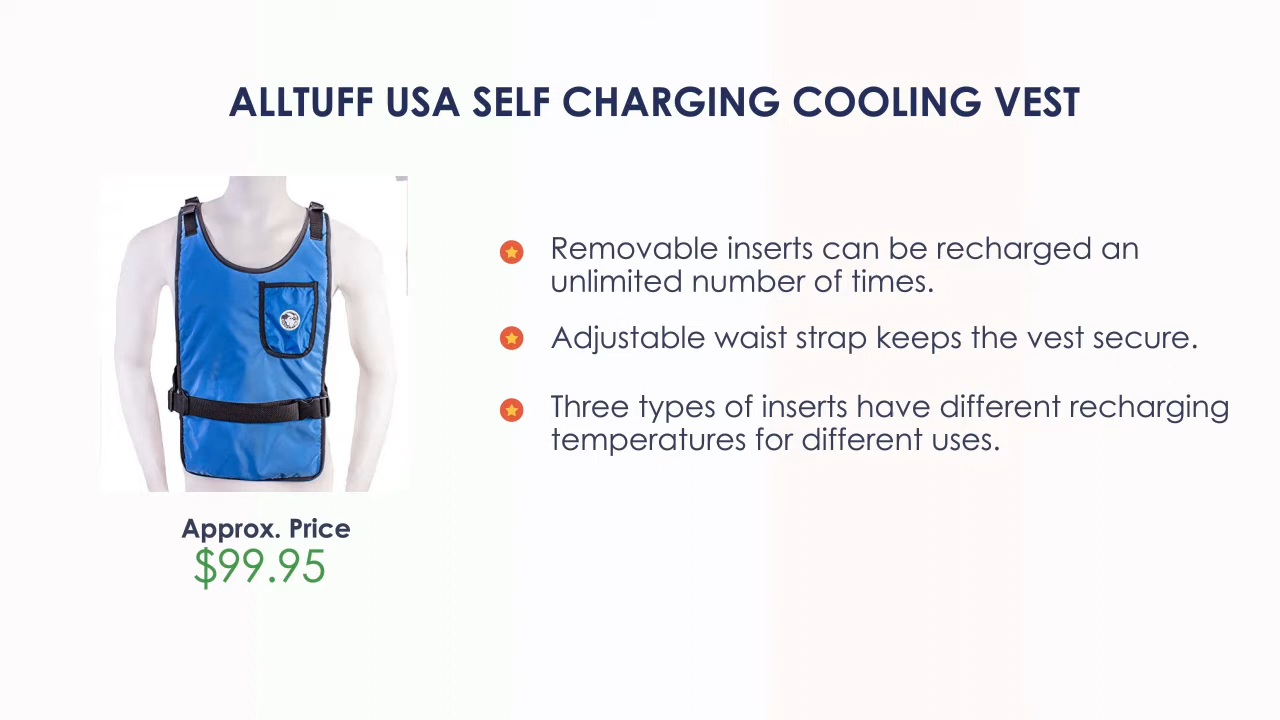 ALLTUFF USA SELF CHARGING COOLING VEST
Removable inserts can be recharged an
unlimited number of times.
Adjustable waist strap keeps the vest secure.
Three types of inserts have different recharging
temperatures for different uses.
Approx. Price
$99.95